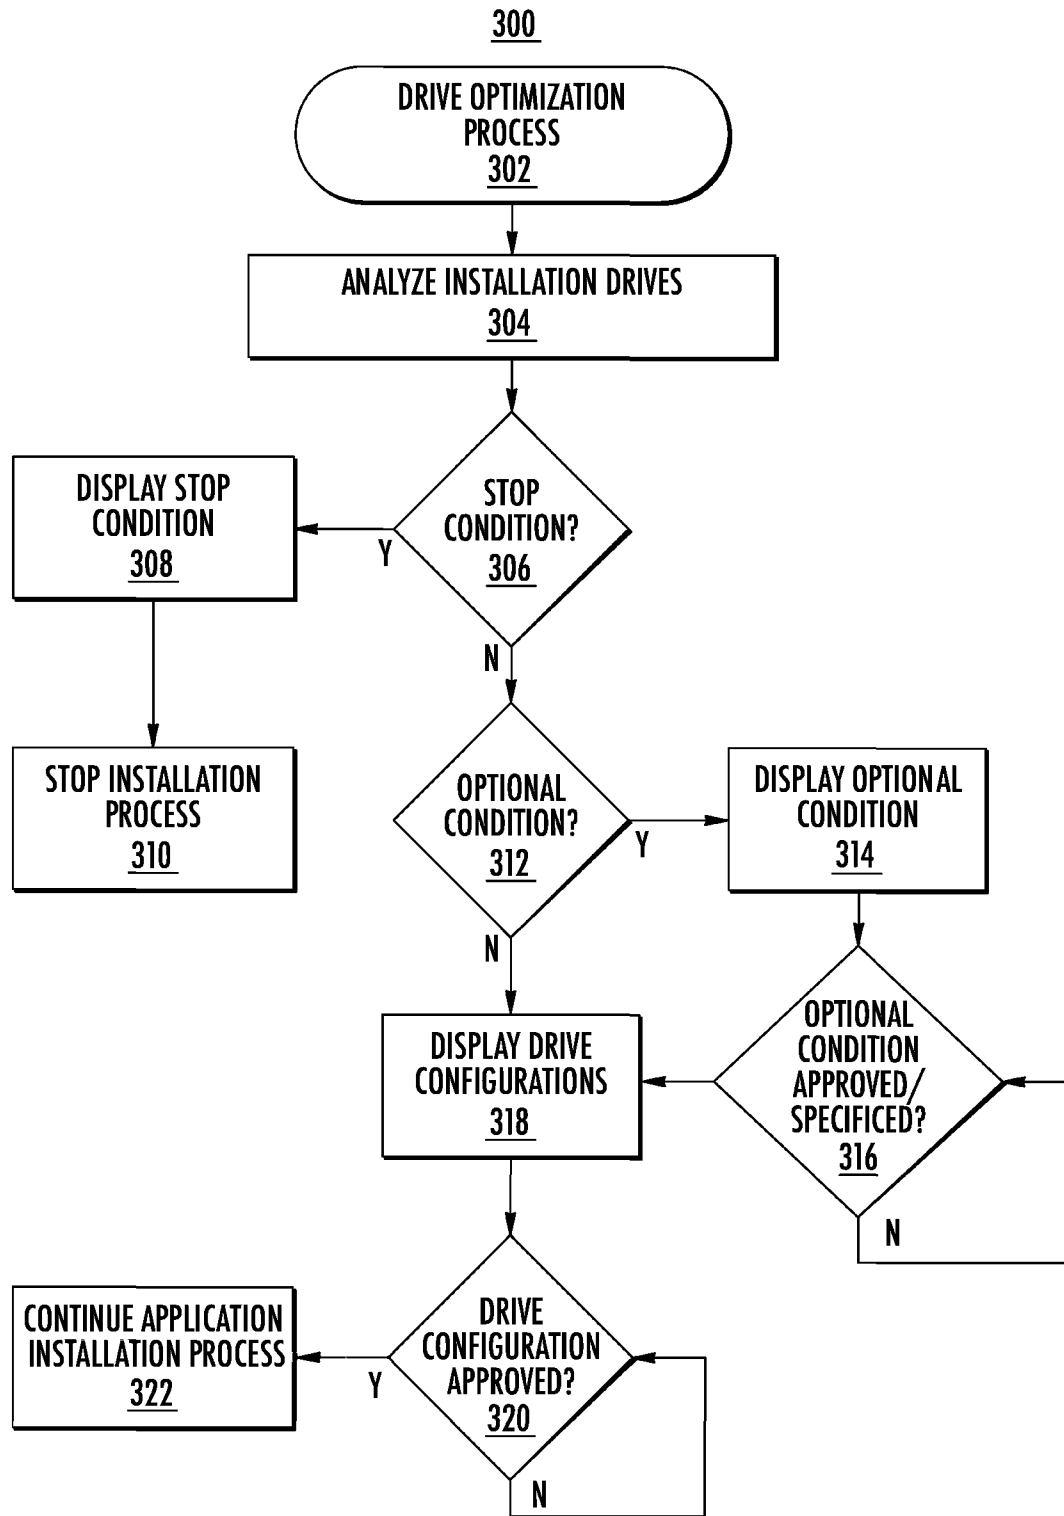 300
DRIVE OPTIMIZATION
PROCESS
302
ANALYZE INSTALLATION DRIVES
304
STOP
CONDITION?
306
Y
N
DISPLAY STOP
CONDITION
308
STOP INSTALLATION
PROCESS
310
OPTIONAL
CONDITION?
312
Y
N
DISPLAY OPTIONAL
CONDITION
314
OPTIONAL
CONDITION
APPROVED/
SPECIFICED?
316
N
DISPLAY DRIVE
CONFIGURATIONS
318
DRIVE
CONFIGURATION
APPROVED?
320
Y
N
CONTINUE APPLICATION
INSTALLATION PROCESS
322